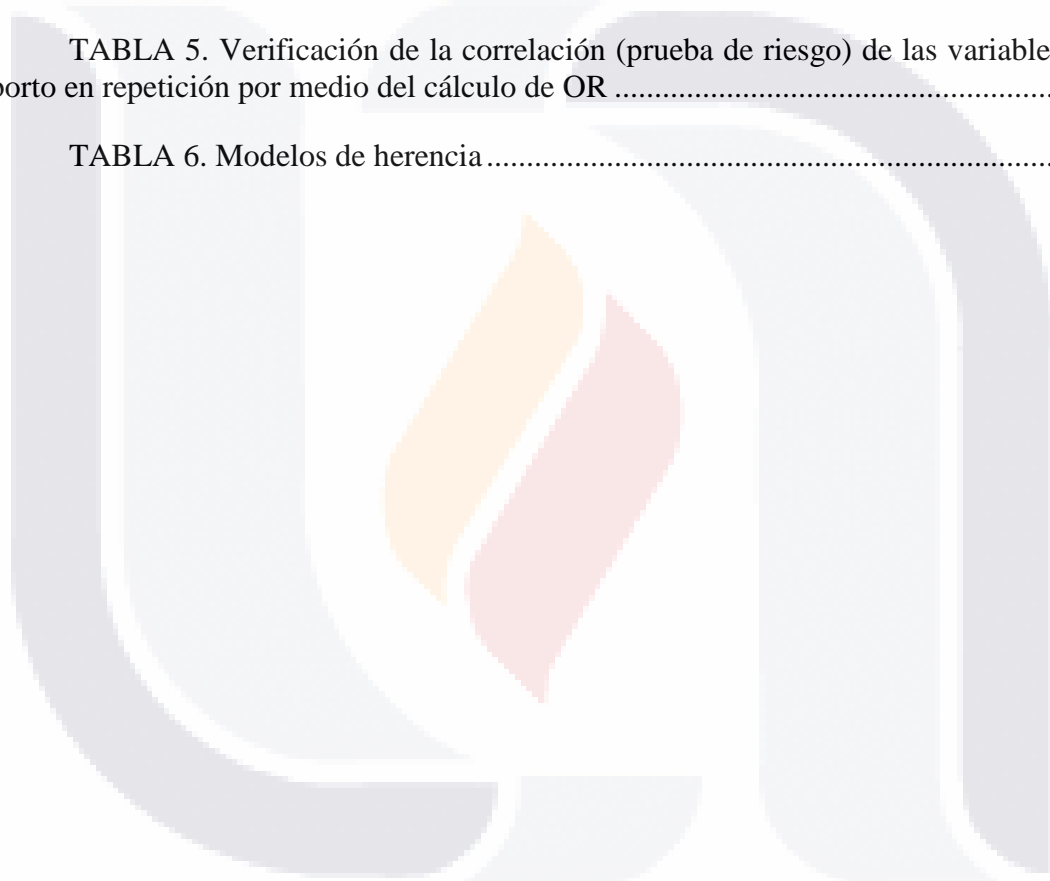 TABLA 5. Verificación de la correlación (prueba de riesgo) de las variable
porto en repetición por medio del cálculo de OR ....................................................
TABLA 6. Modelos de herencia........................................................................